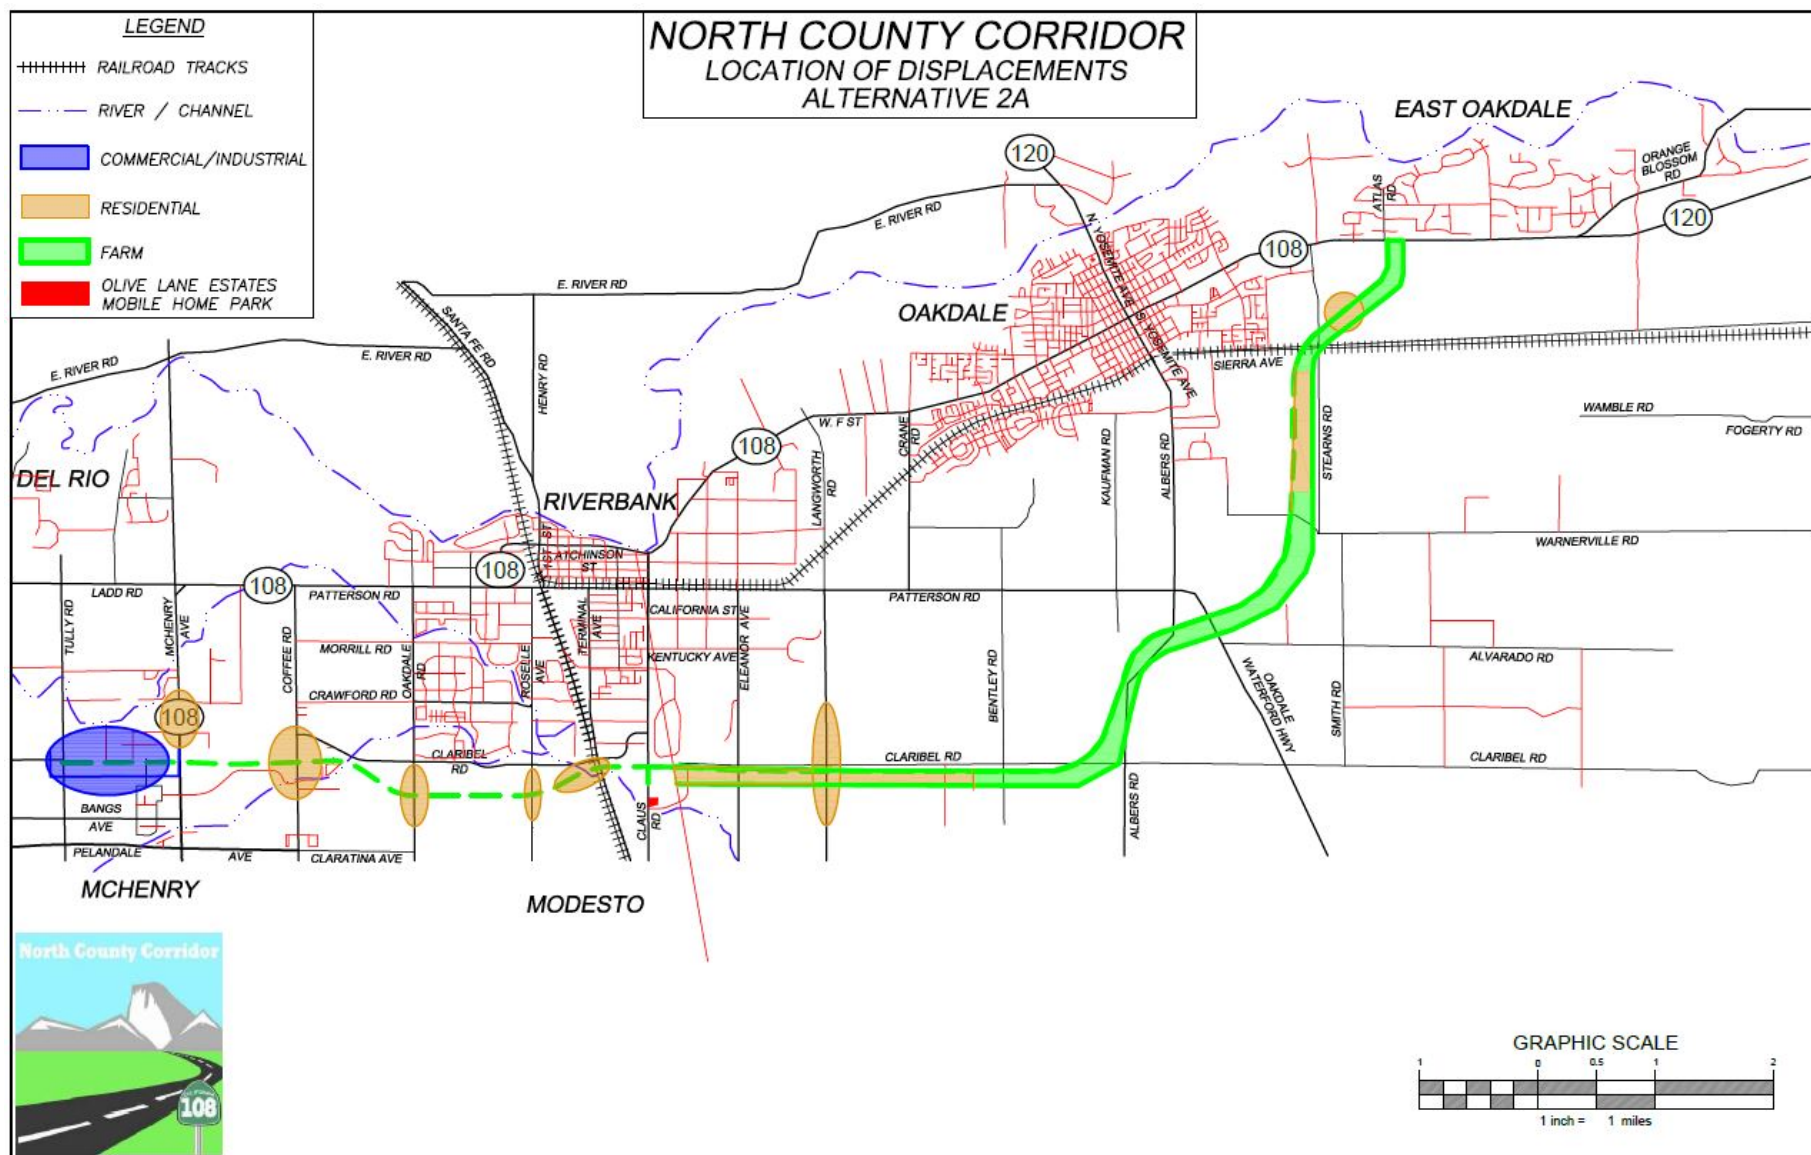 LEGEND
RAILROAD TRACKS
RIVER / CHANNEL
COMMERCIAL/INDUSTRIAL
RESIDENTIAL
FARM
OLIVE LANE ESTATES
MOBILE HOME PARK
NORTH COUNTY CORRIDOR
LOCATION OF DISPLACEMENTS
ALTERNATIVE 2A
EAST OAKDALE
120
ORANGE
BLOSSOM
RD
ATLAS
RD
120
E. RIVER RD
N. YOSEMITE AVE
108
E. RIVER RD
OAKDALE
S. YOSEMITE AVE
SANTA FE RD
E. RIVER RD
E. RIVER RD
HENRY RD
SIERRA AVE
WAMBLE RD
FOGERTY RD
W. F ST
CRANE
RD
108
STEARNS RD
KAUFMAN RD
ALBERS RD
LANGWORTH
RD
DEL RIO
RIVERBANK
1ST ST
ATCHINSON
ST
WARNERVILLE RD
108
108
LADD RD
PATTERSON RD
PATTERSON RD
TULLY RD
MCHENRY
AVE
COFFEE RD
MORRILL RD
CRAWFORD RD
OAKDALE
RD
ROSELLE
AVE
TERMINAL
AVE
CALIFORNIA ST
KENTUCKY AVE
ELEANOR AVE
BENTLEY RD
OAKDALE
WATERFORD HWY
SMITH RD
ALVARADO RD
108
CLARIBEL
RD
CLARIBEL RD
CLARIBEL RD
BANGS
AVE
CLAUS
RD
ALBERS RD
PELANDALE
AVE
CLARATINA AVE
MCHENRY
MODESTO
North County Corridor
108
GRAPHIC SCALE
1 0 0.5 1 2
1 inch = 1 miles